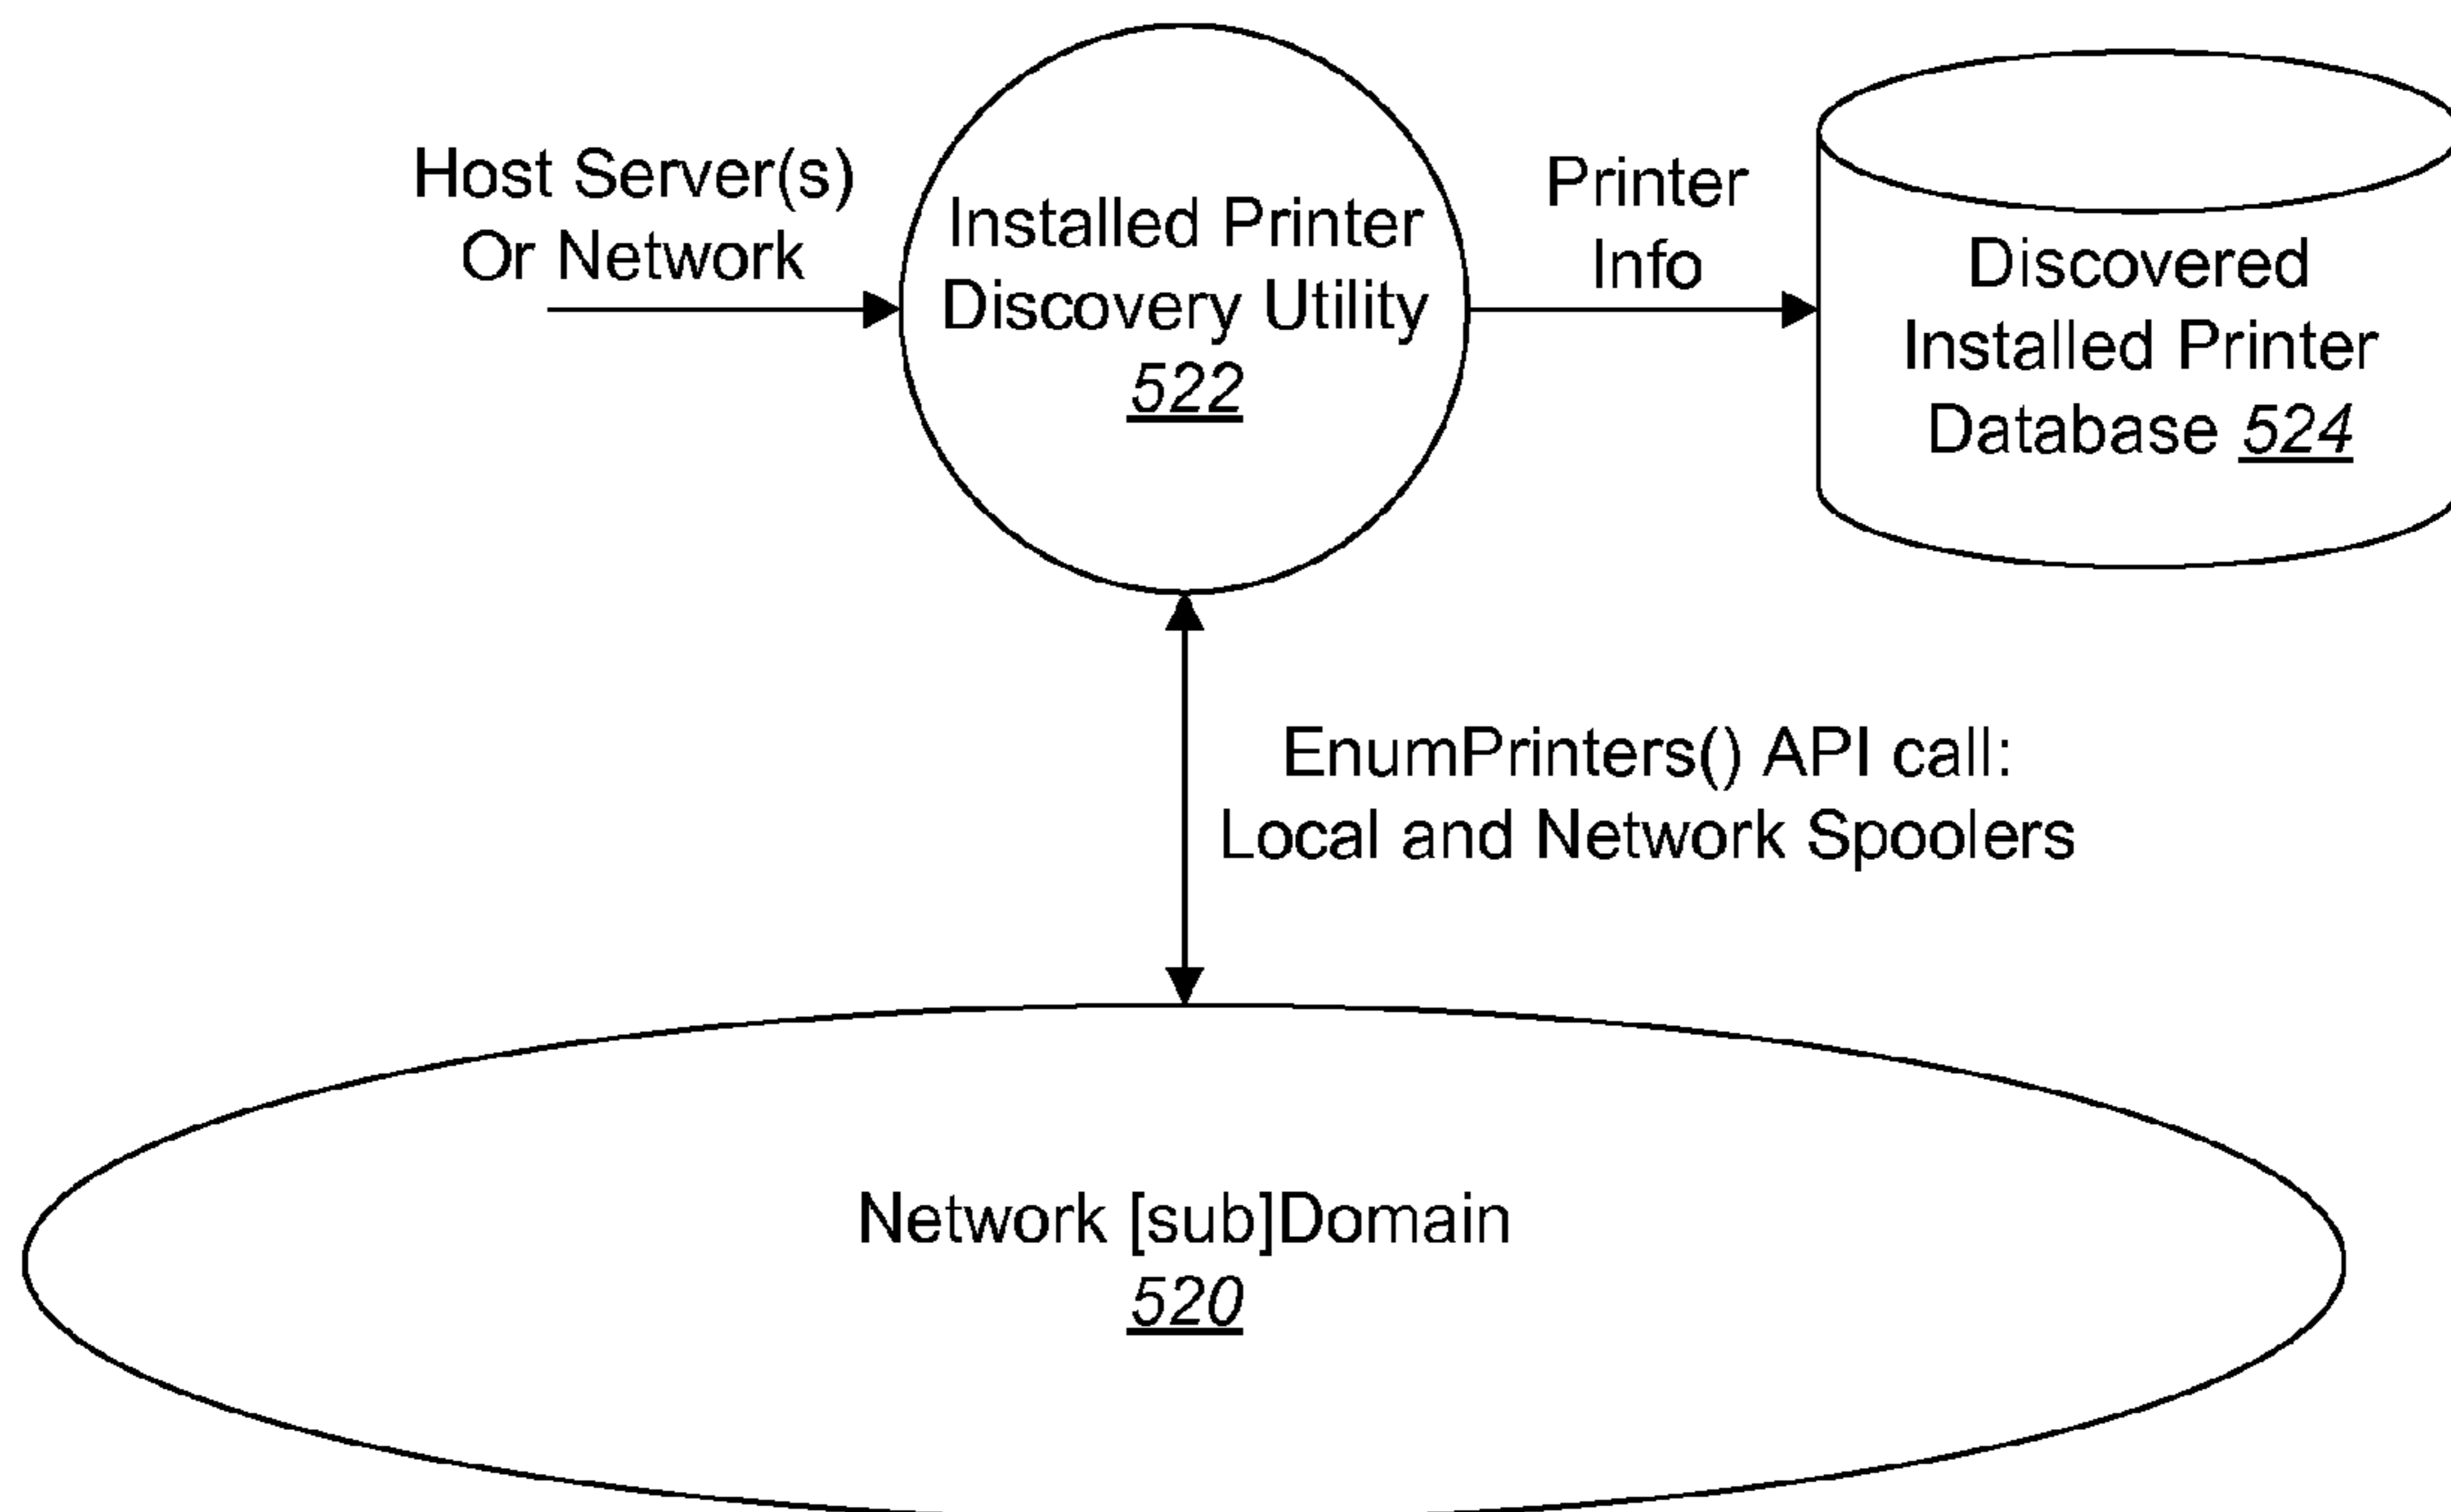 Host Server(s)
Or Network
Installed Printer
Discovery Utility
522
Printer
Info
Discovered
Installed Printer
Database 524
EnumPrinters() API call:
Local and Network Spoolers
Network [sub]Domain
520